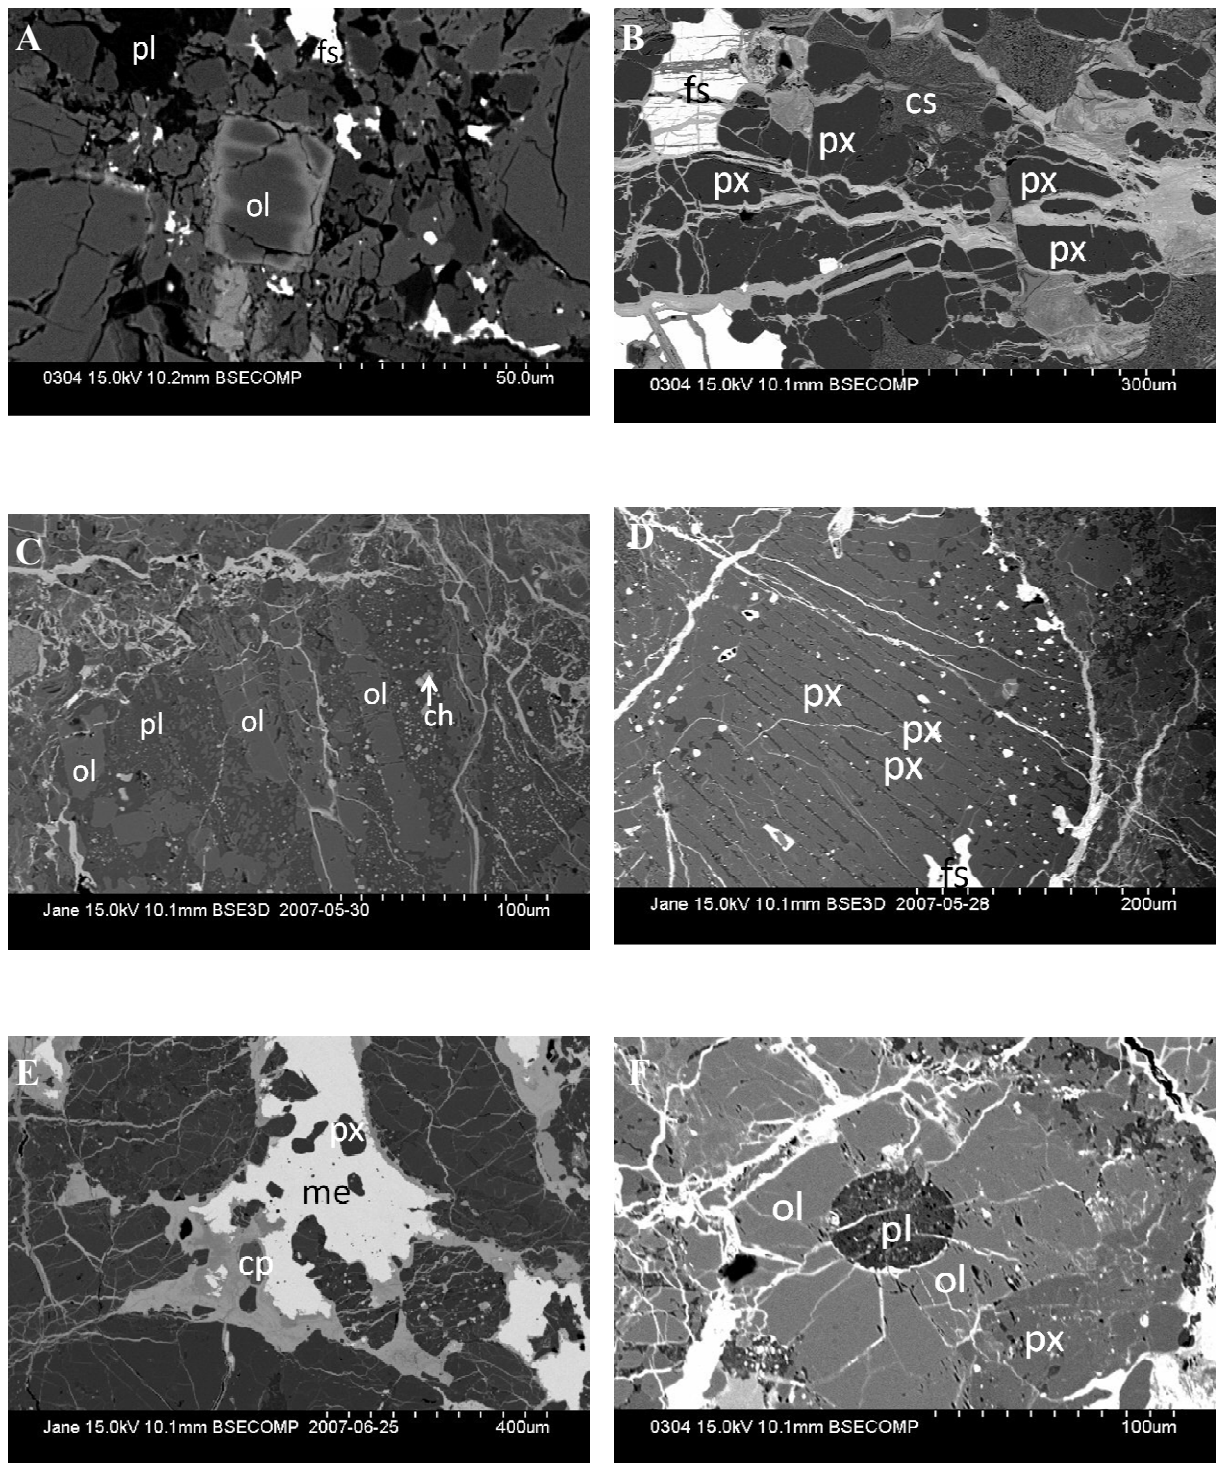 A
pl
fs
ol
0304 15.0kV 10.2mm BSECOMP 50.0um
B
fs
cs
px
px
px
px
0304 15.0kV 10.1mm BSECOMP 300um
C
ol
ch
pl
ol
ol
Jane 15.0kV 10.1mm BSE3D 2007-05-30 100um
D
px
px
px
fs
Jane 15.0kV 10.1mm BSE3D 2007-05-28 200um
E
px
me
cp
Jane 15.0kV 10.1mm BSECOMP 2007-06-25 400um
F
ol
pl
ol
px
0304 15.0kV 10.1mm BSECOMP 100um